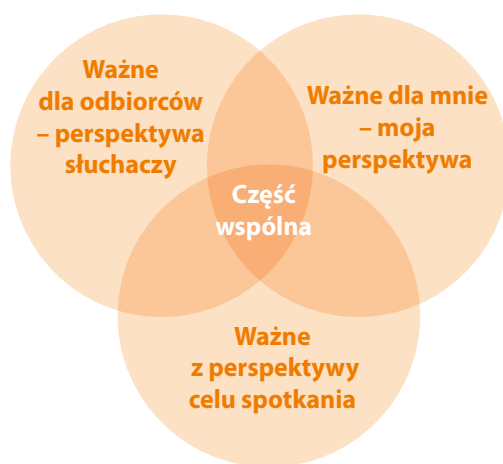 Ważne
dla odbiorców
– perspektywa
słuchaczy
Ważne dla mnie
– moja
perspektywa
Część
wspólna
Ważne
z perspektywy
celu spotkania